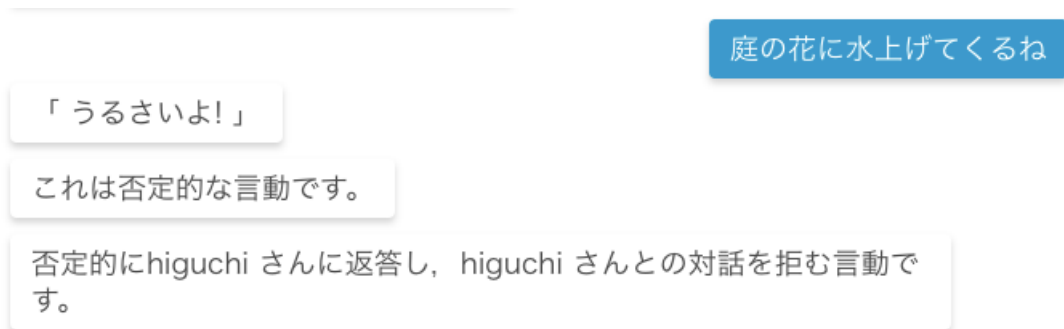 庭の花に水上げてくるね
「 うるさいよ! 」
これは否定的な言動です。
否定的にhiguchi さんに返答し，higuchi さんとの対話を拒む言動で
す。